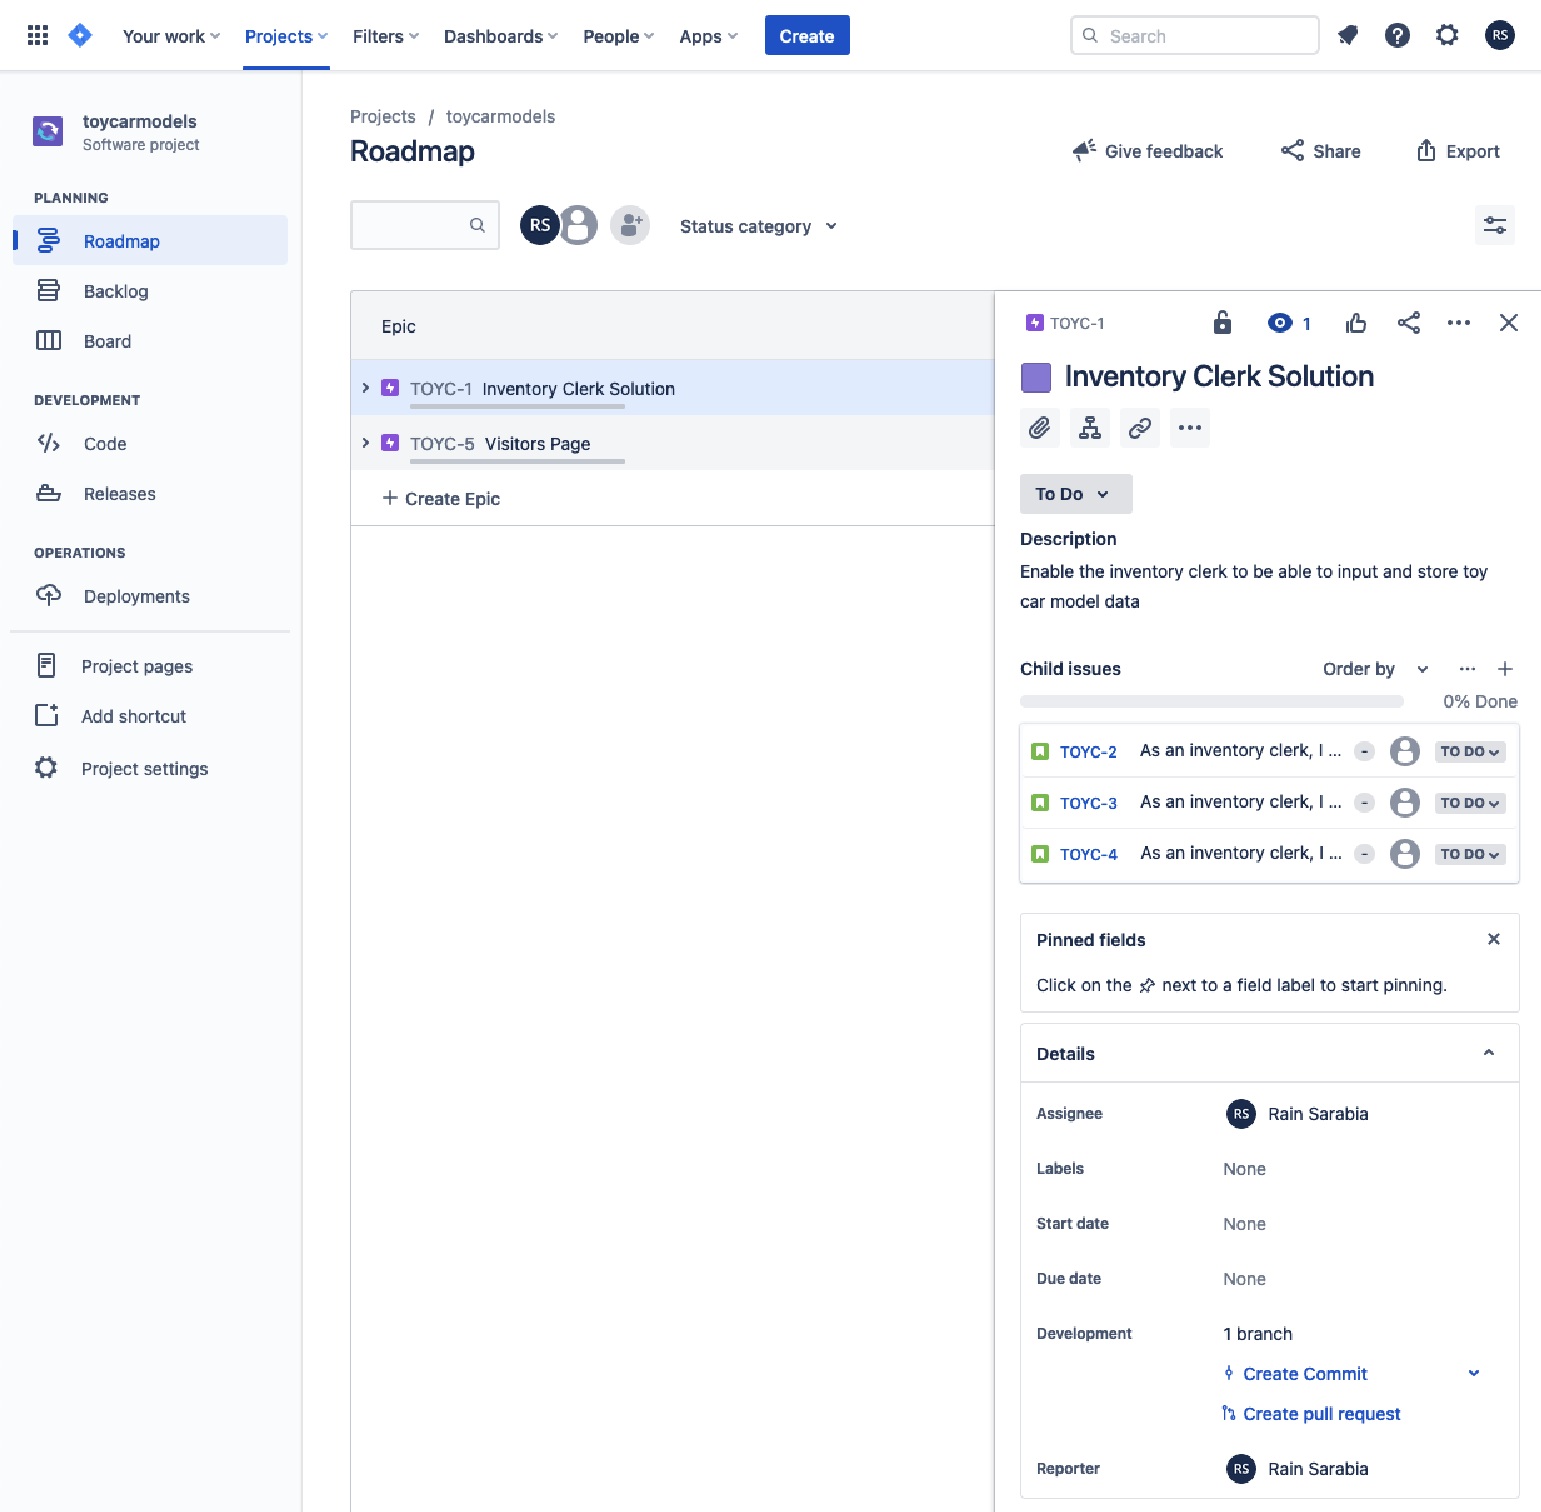 Your work
Projects
Filters
Dashboards
People
Apps
Create
Search
RS
toycarmodels
Software project
PLANNING
Roadmap
Backlog
Board
DEVELOPMENT
Code
Releases
OPERATIONS
Deployments
Project pages
Add shortcut
Project settings
Projects / toycarmodels
Roadmap
Give feedback
Share
Export
RS
Status category
Epic
TOYC-1 Inventory Clerk Solution
TOYC-5 Visitors Page
+ Create Epic
TOYC-1
1
Inventory Clerk Solution
To Do
Description
Enable the inventory clerk to be able to input and store toy
car model data
Child issues
Order by
0% Done
TOYC-2 As an inventory clerk, I ... - TO DO
TOYC-3 As an inventory clerk, I ... - TO DO
TOYC-4 As an inventory clerk, I ... - TO DO
Pinned fields
Click on the next to a field label to start pinning.
Details
Assignee RS Rain Sarabia
Labels None
Start date None
Due date None
Development 1 branch
Create Commit
Create pull request
Reporter RS Rain Sarabia